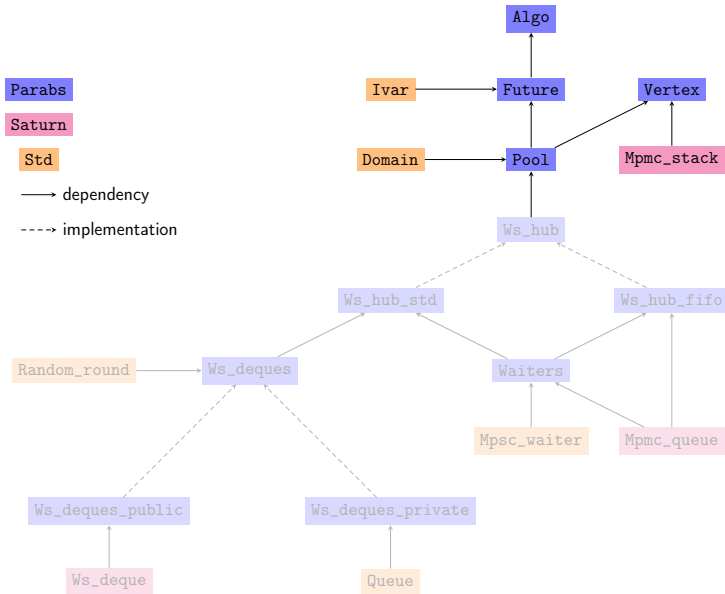 Algo
Parabs
Ivar
Future
Vertex
Saturn
Std
Domain
Pool
Mpmc_stack
dependency
implementation
Ws_hub
Ws_hub_std
Ws_hub_fifo
Random_round
Ws_deques
Waiters
Mpsc_waiter
Mpmc_queue
Ws_deques_public
Ws_deques_private
Ws_deque
Queue